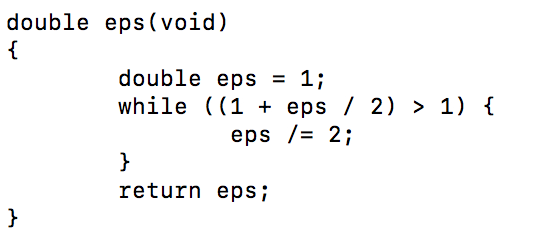 double eps(void)
{
        double eps = 1;
        while ((1 + eps / 2) > 1) {
                eps /= 2;
        }
        return eps;
}